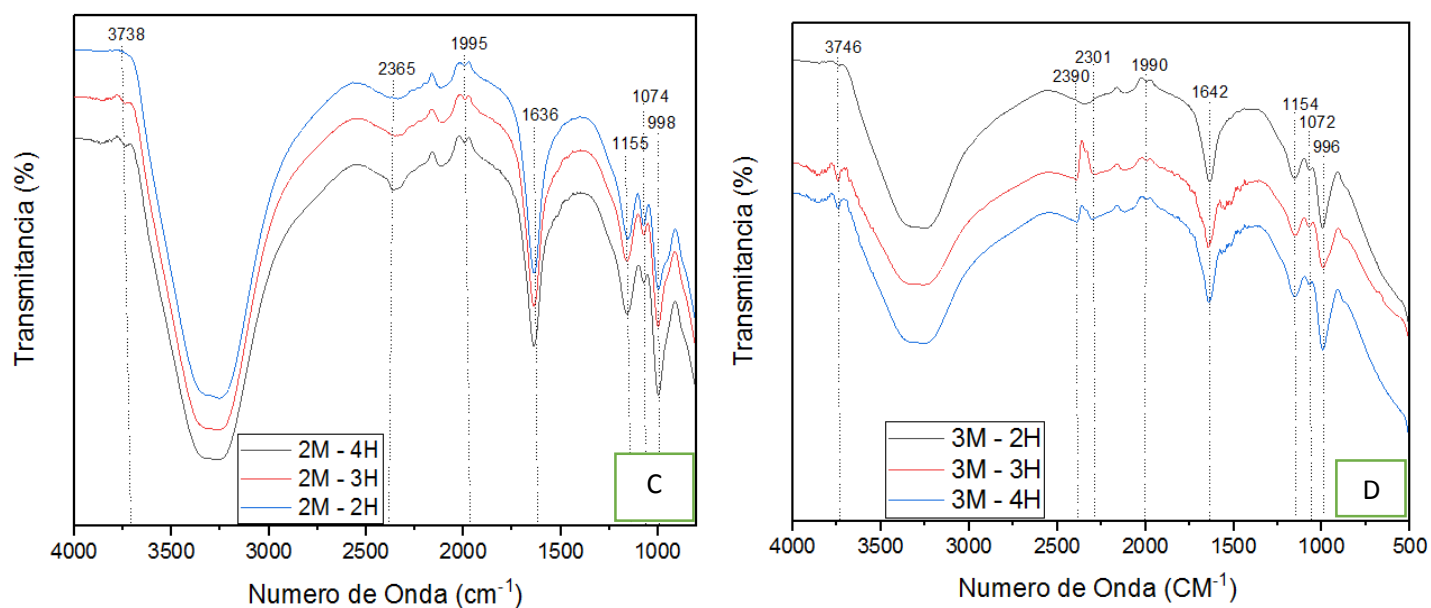 3738
2365
1995
1636
1155
1074
998
Transmitancia (%)
2M - 4H
2M - 3H
2M - 2H
C
4000 3500 3000 2500 2000 1500 1000
Numero de Onda (cm-1)
3746
2390
2301
1990
1642
1154
1072
996
Transmitancia (%)
3M - 2H
3M - 3H
3M - 4H
D
4000 3500 3000 2500 2000 1500 1000 500
Numero de Onda (CM-1)